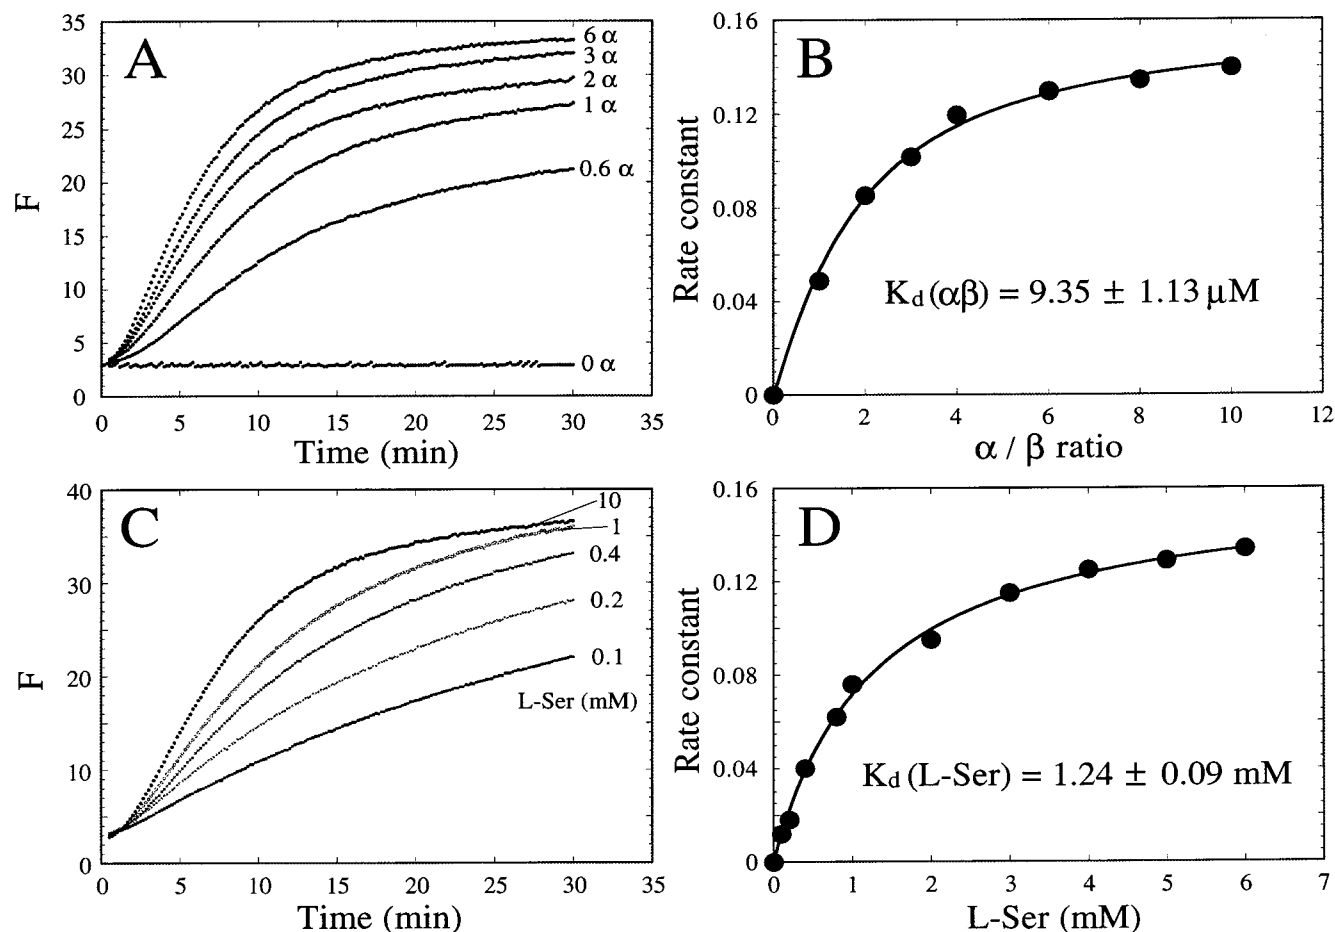 A
35
30
25
20
15
10
5
0
F
6 α
3 α
2 α
1 α
0.6 α
0 α
0 5 10 15 20 25 30 35
Time (min)
B
0.16
0.12
0.08
0.04
0
Rate constant
Kd (αβ) = 9.35 ± 1.13 μM
0 2 4 6 8 10 12
α / β ratio
C
40
30
20
10
0
F
10
1
0.4
0.2
0.1
L-Ser (mM)
0 5 10 15 20 25 30 35
Time (min)
D
0.16
0.12
0.08
0.04
0
Rate constant
Kd (L-Ser) = 1.24 ± 0.09 mM
0 1 2 3 4 5 6 7
L-Ser (mM)